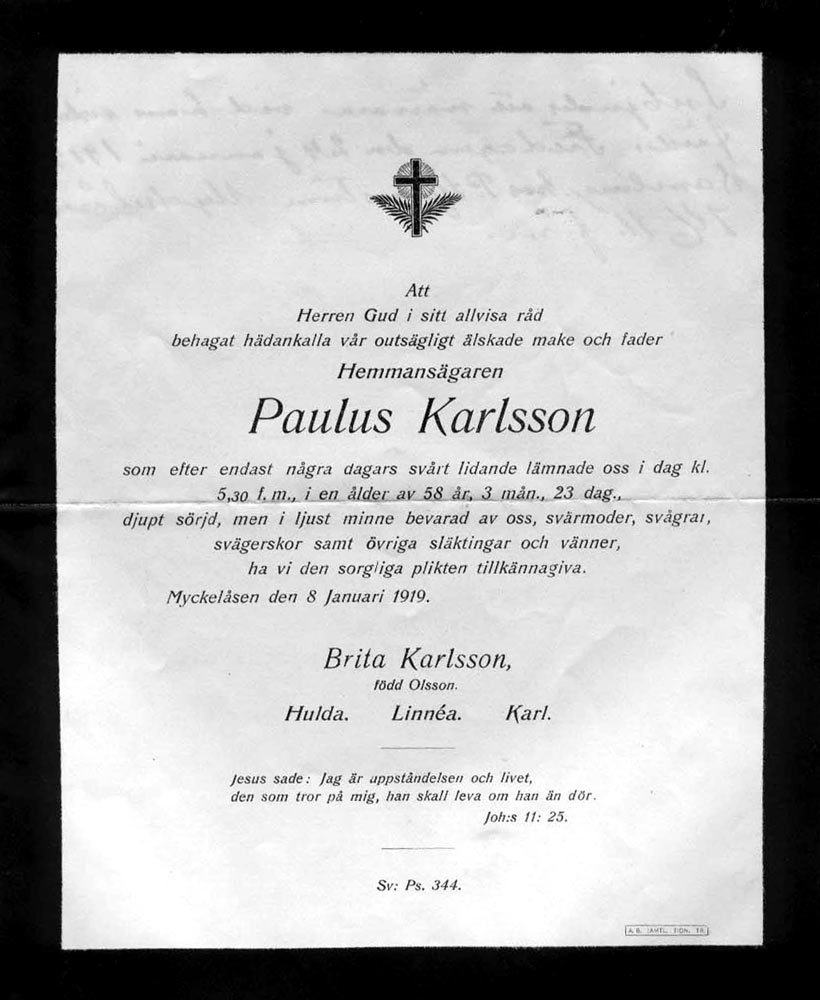 Att
Herren Gud i sitt allvisa råd
behagat hädankalla vår outsägligt älskade make och fader
Hemmansägaren
Paulus Karlsson
som efter endast några dagars svårt lidande lämnade oss i dag kl.
5,30 f. m., i en ålder av 58 år, 3 mån., 23 dag.,
djupt sörjd, men i ljust minne bevarad av oss, svärmoder, svågrar,
svägerskor samt övriga släktingar och vänner,
ha vi den sorgliga plikten tillkännagiva.
Myckelåsen den 8 Januari 1919.
Brita Karlsson,
född Olsson.
Hulda. Linnéa. Karl.
Jesus sade: Jag är uppståndelsen och livet,
den som tror på mig, han skall leva om han än dör.
Joh:s 11: 25.
Sv: Ps. 344.